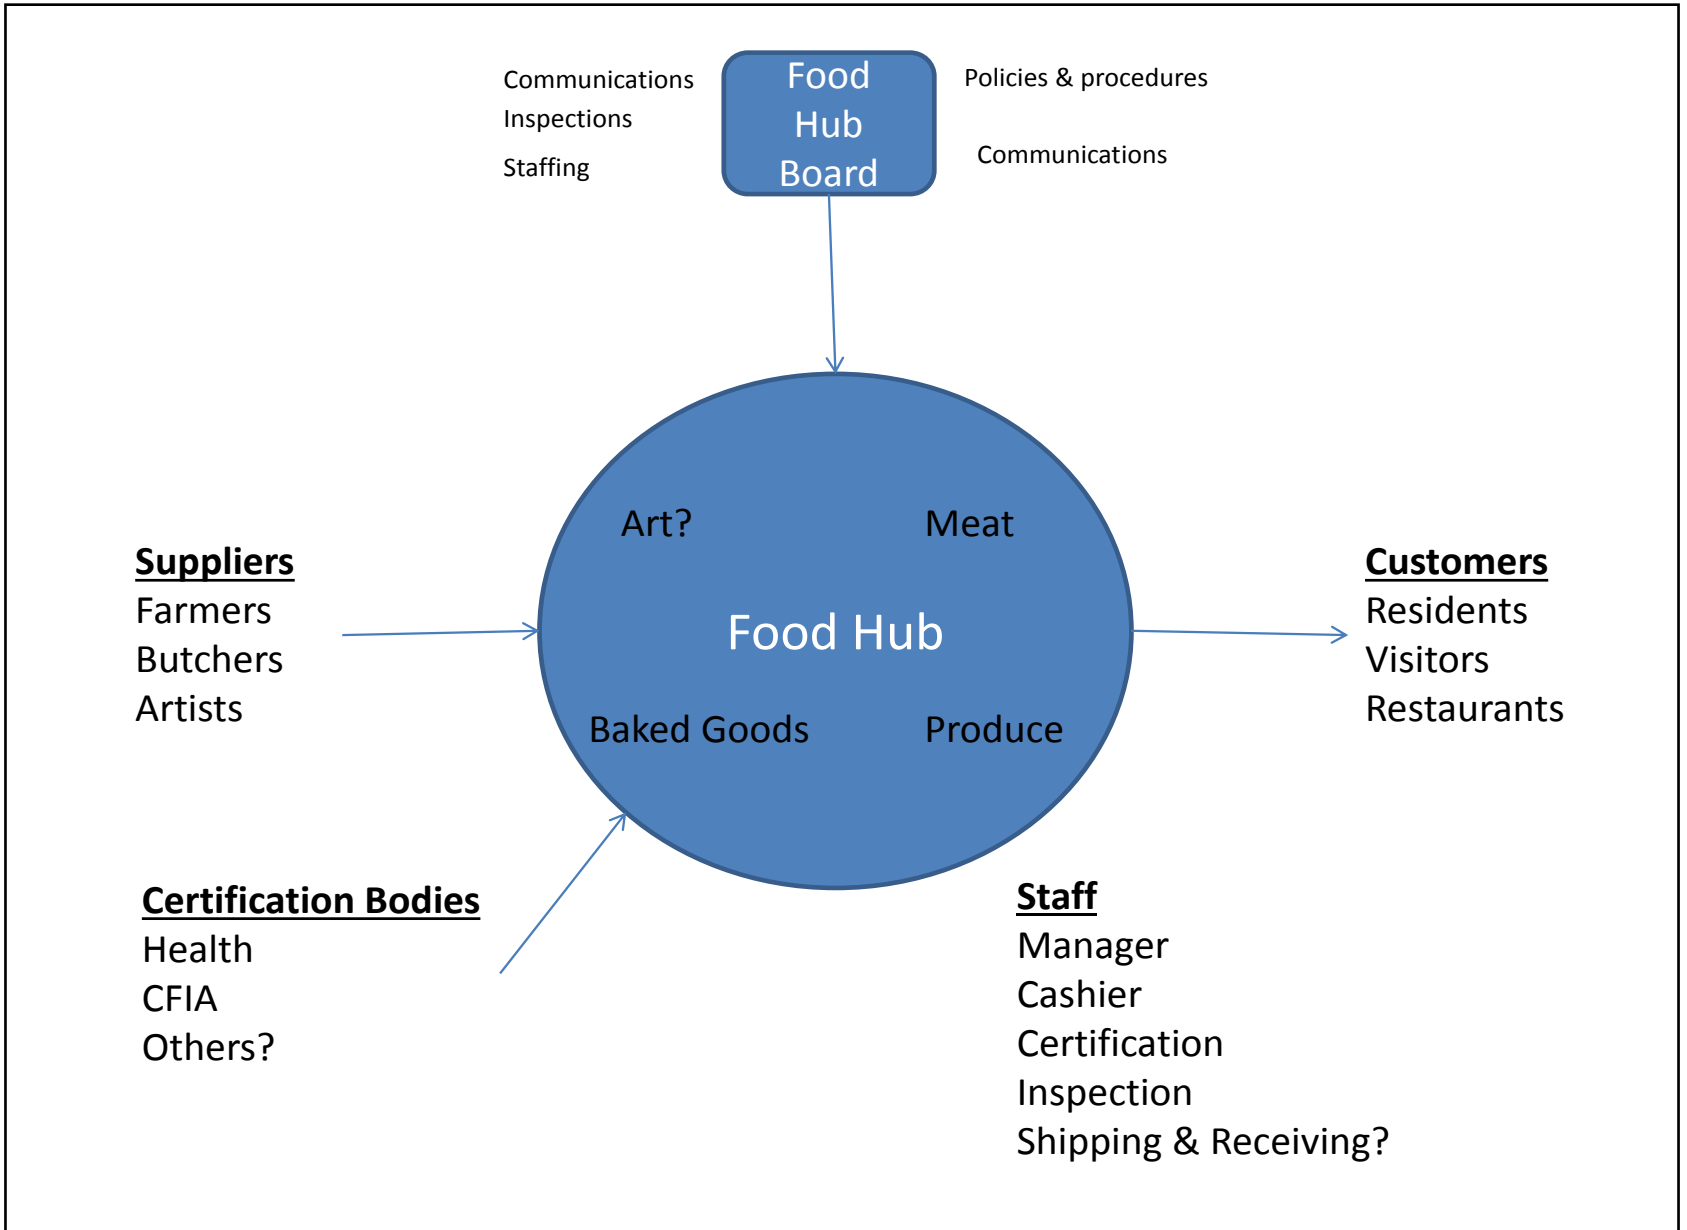 Communications
Inspections
Staffing
Food
Hub
Board
Policies & procedures
Communications
Art?
Meat
Food Hub
Baked Goods
Produce
Suppliers
Farmers
Butchers
Artists
Customers
Residents
Visitors
Restaurants
Certification Bodies
Health
CFIA
Others?
Staff
Manager
Cashier
Certification
Inspection
Shipping & Receiving?